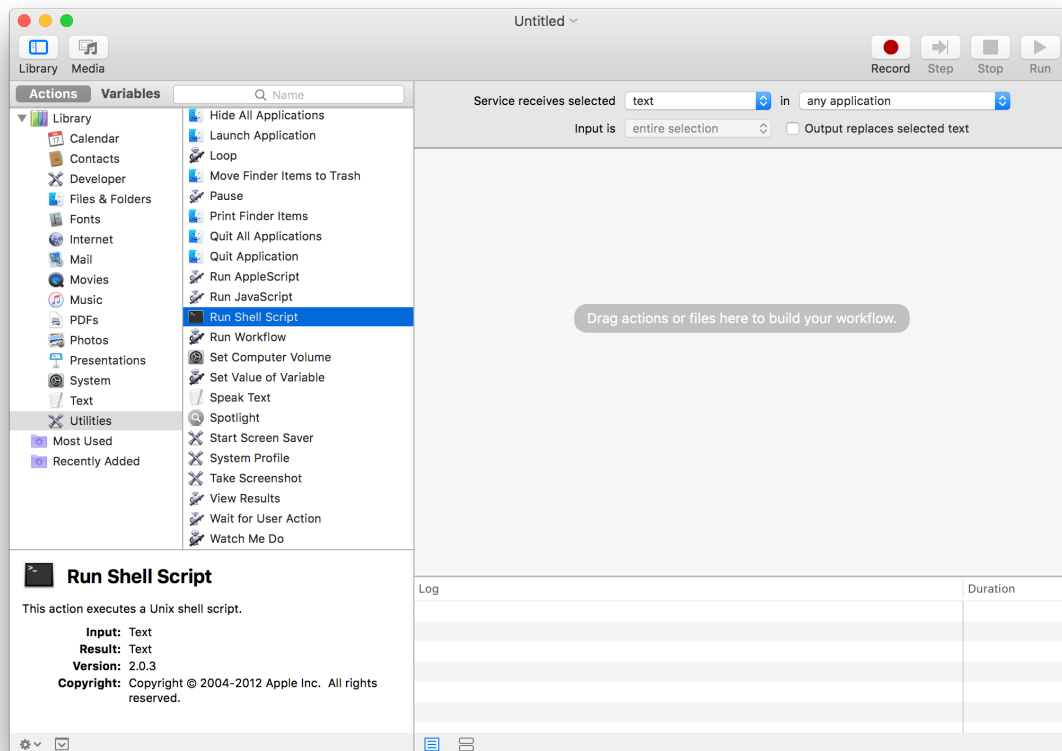 Untitled
Library Media
Record Step Stop Run
Actions Variables Name
Library
17 Calendar
Contacts
Developer
Files & Folders
Fonts
Internet
Mail
Movies
Music
PDFs
Photos
Presentations
System
Text
Utilities
Most Used
Recently Added
Hide All Applications
Launch Application
Loop
Move Finder Items to Trash
Pause
Print Finder Items
Quit All Applications
Quit Application
Run AppleScript
Run JavaScript
Run Shell Script
Run Workflow
Set Computer Volume
Set Value of Variable
Speak Text
Spotlight
Start Screen Saver
System Profile
Take Screenshot
View Results
Wait for User Action
Watch Me Do
Service receives selected text in any application
Input is entire selection Output replaces selected text
Drag actions or files here to build your workflow.
>_ Run Shell Script
This action executes a Unix shell script.
Input: Text
Result: Text
Version: 2.0.3
Copyright: Copyright © 2004-2012 Apple Inc. All rights
reserved.
Log Duration